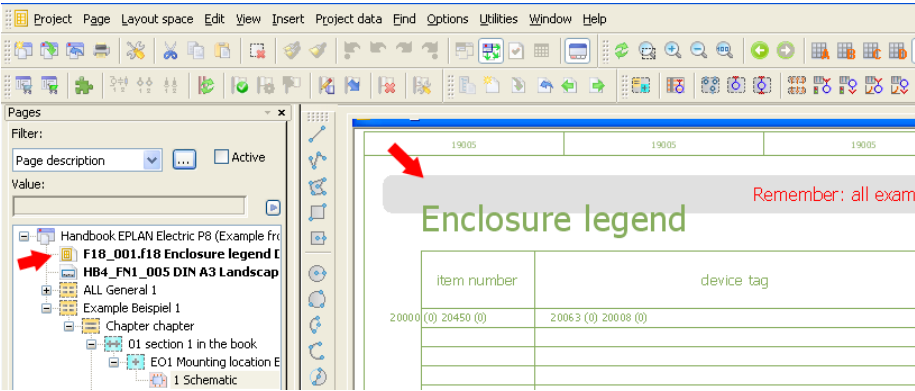 Project Page Layout space Edit View Insert Project data Find Options Utilities Window Help
Pages
Filter:
Page description ... Active
Value:
Handbook EPLAN Electric P8 (Example fro
F18_001.f18 Enclosure legend D
HB4_FN1_005 DIN A3 Landscap
ALL General 1
Example Beispiel 1
Chapter chapter
01 section 1 in the book
EO1 Mounting location E
1 Schematic
19005 19005 19005
Remember: all exam
Enclosure legend
item number device tag
20000 (0) 20450 (0) 20063 (0) 20008 (0)